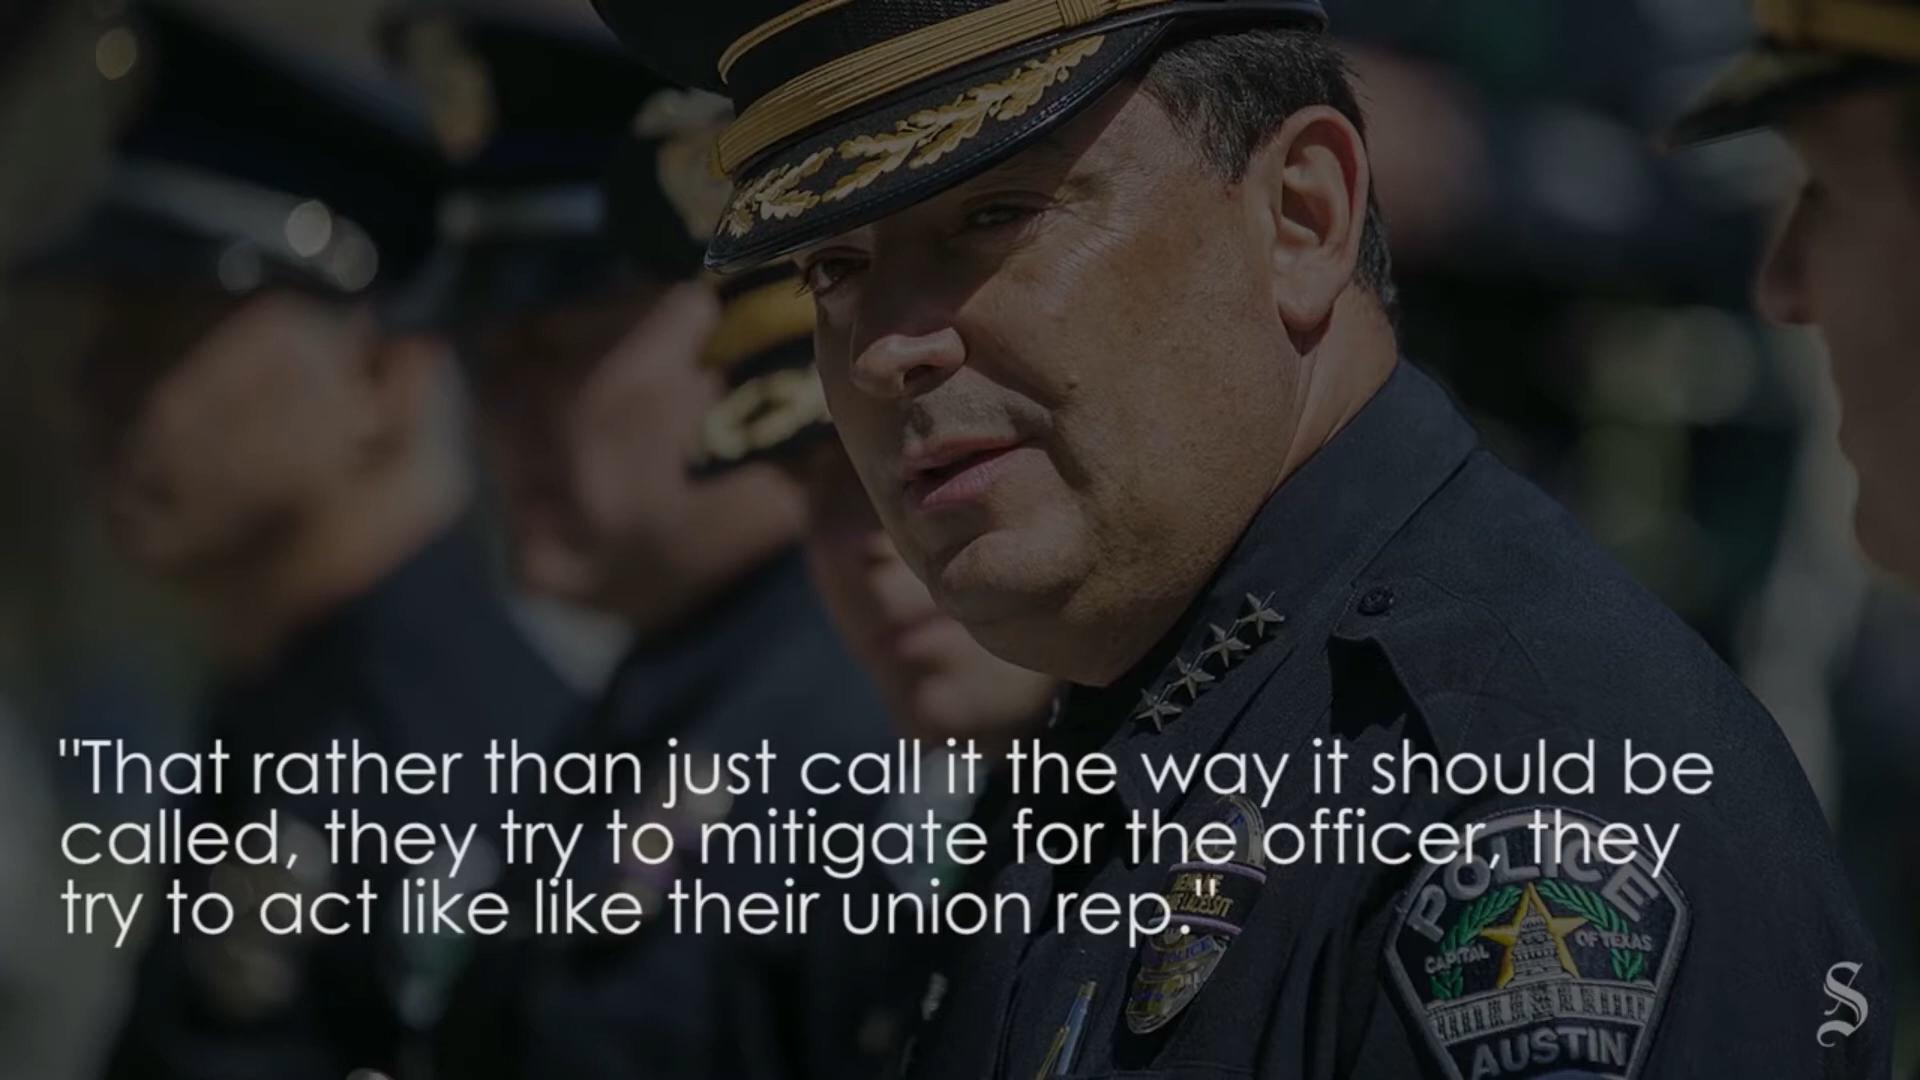 "That rather than just call it the way it should be
called, they try to mitigate for the officer, they
try to act like like their union rep."
POLICE
CAPITAL OF TEXAS
AUSTIN
S